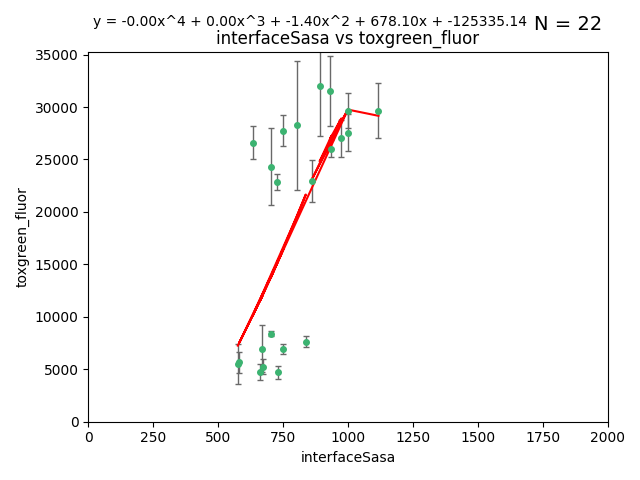 y = -0.00x^4 + 0.00x^3 + -1.40x^2 + 678.10x + -125335.14 N = 22
interfaceSasa vs toxgreen_fluor
35000
30000
25000
20000
15000
10000
5000
0
toxgreen_fluor
0 250 500 750 1000 1250 1500 1750 2000
interfaceSasa